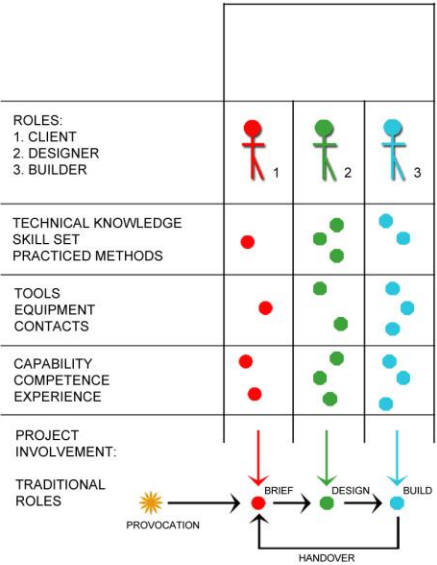 ROLES:
1. CLIENT
2. DESIGNER
3. BUILDER
1
2
3
TECHNICAL KNOWLEDGE
SKILL SET
PRACTICED METHODS
TOOLS
EQUIPMENT
CONTACTS
CAPABILITY
COMPETENCE
EXPERIENCE
PROJECT
INVOLVEMENT:
TRADITIONAL
ROLES
PROVOCATION
BRIEF
DESIGN
BUILD
HANDOVER